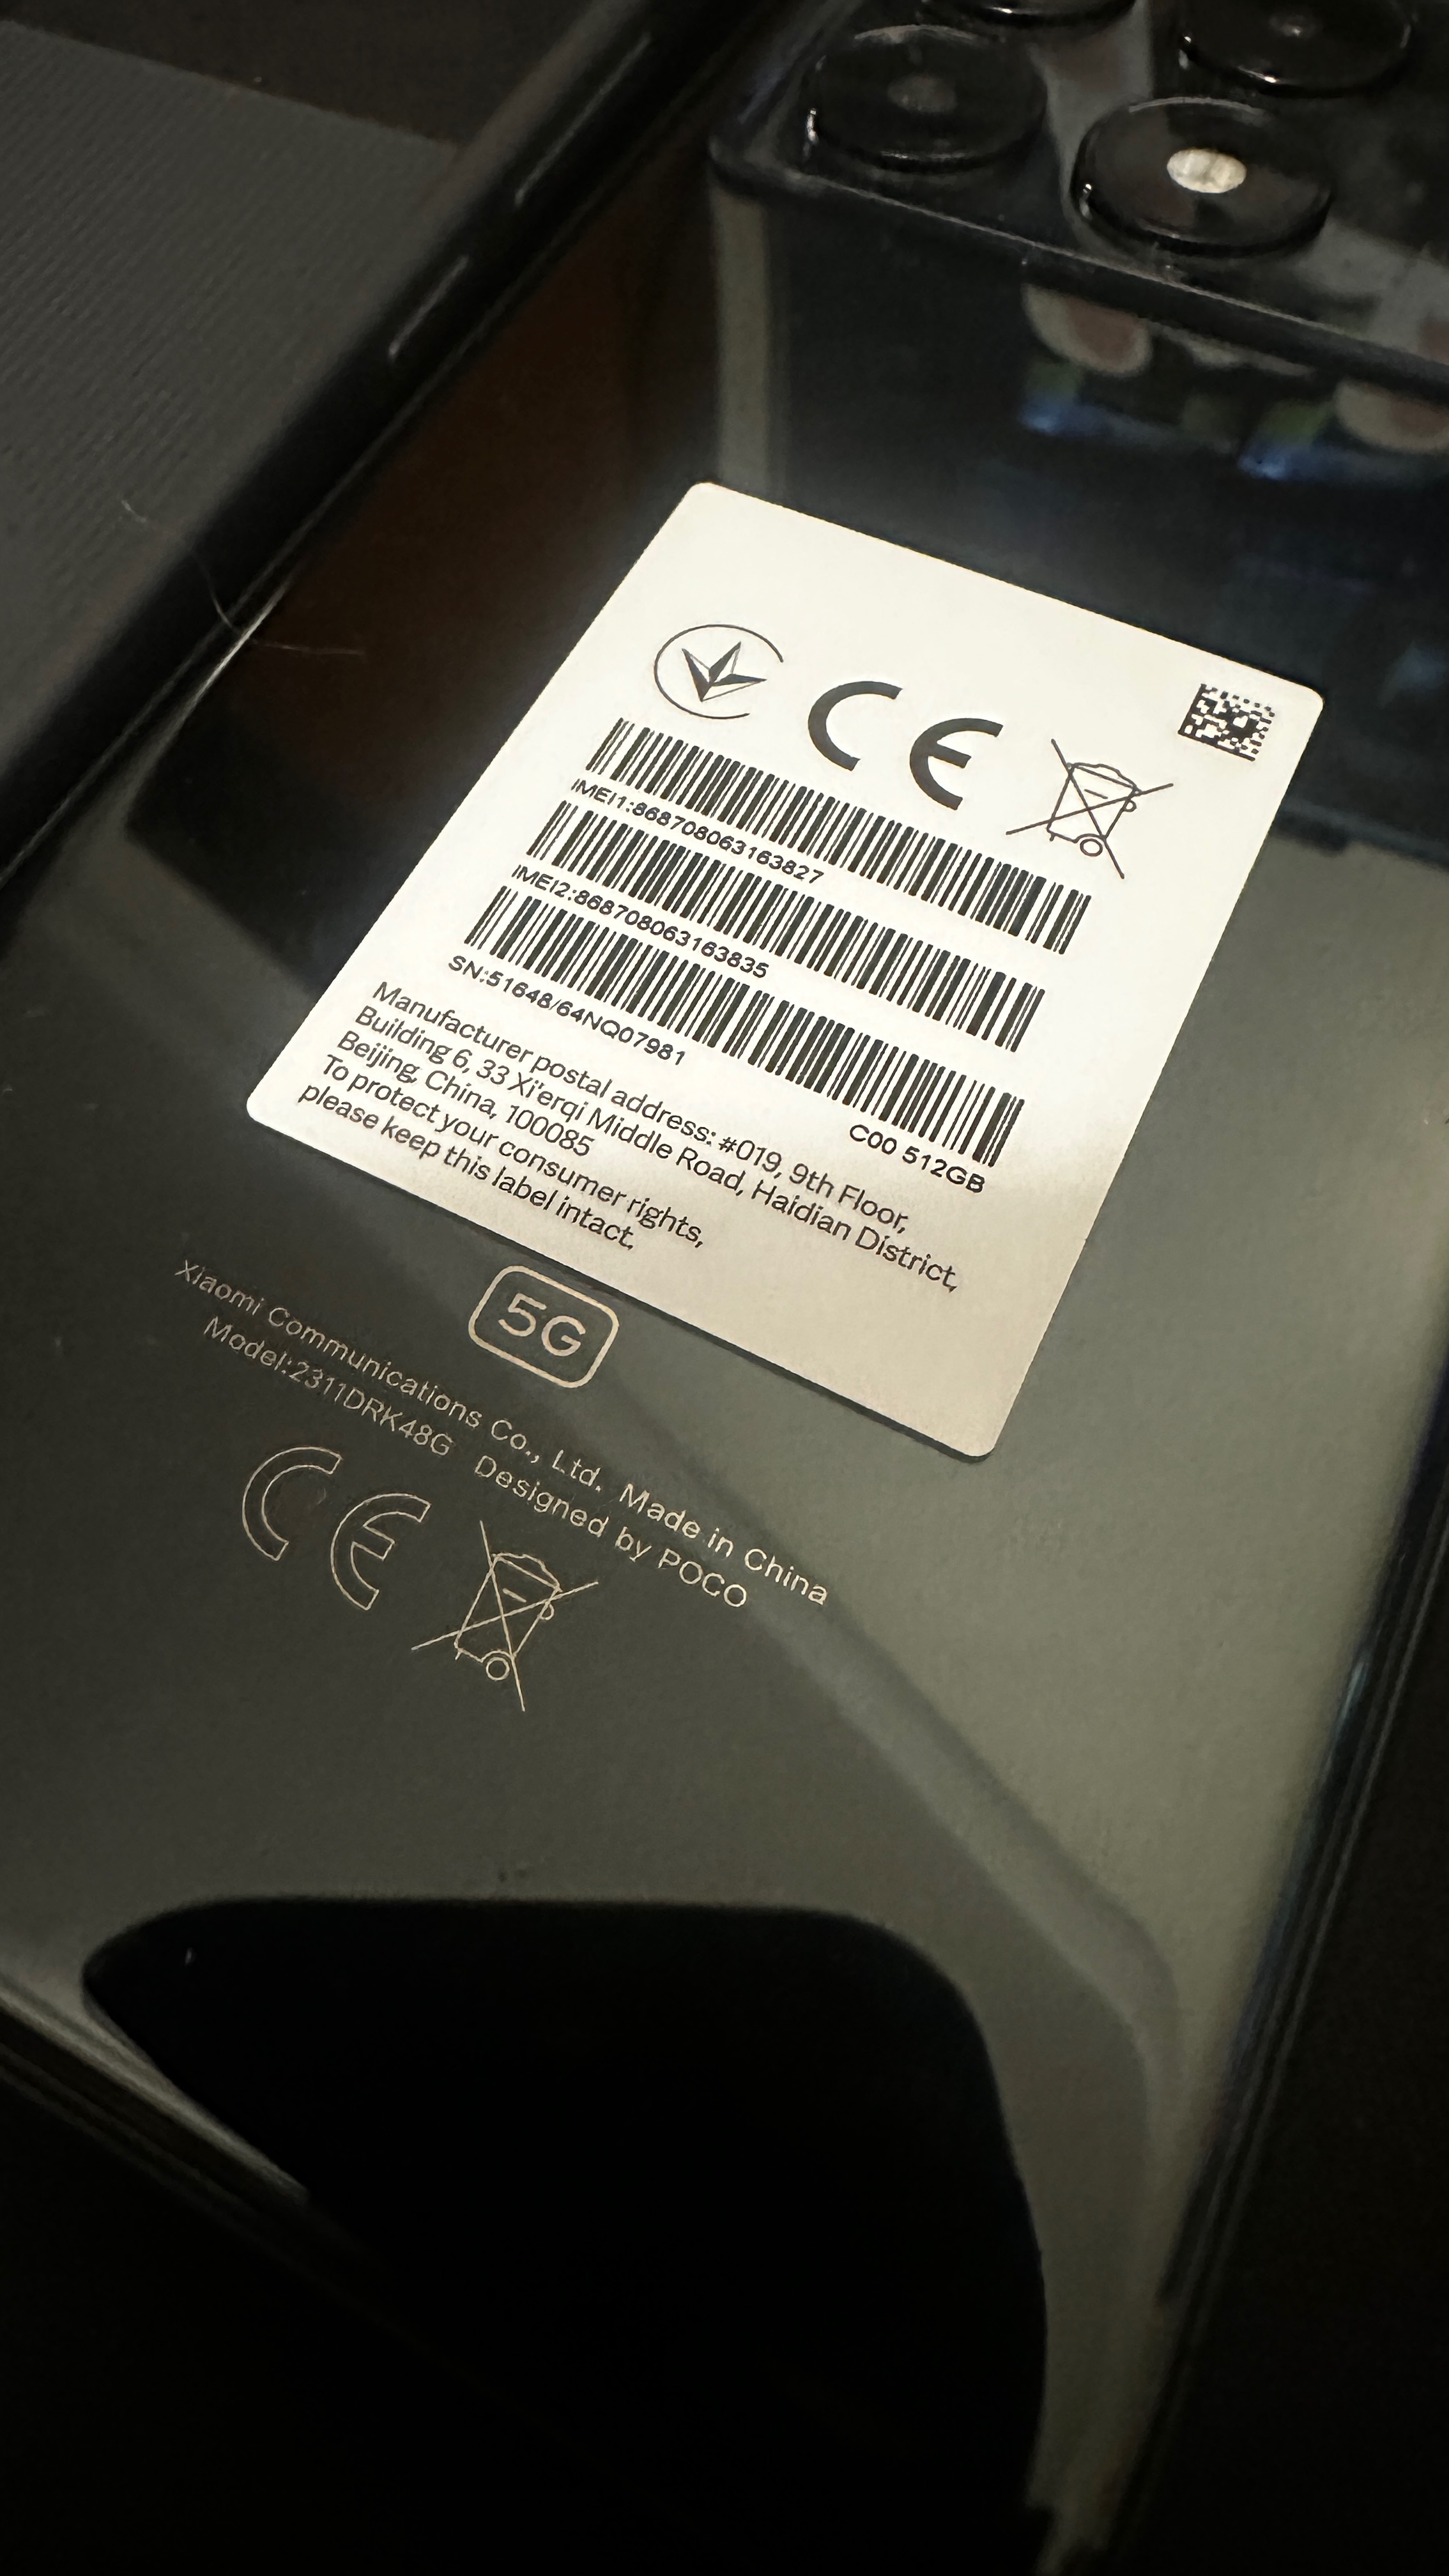 CE
IMEI1:868708063163827
IMEI2:868708063163835
SN:51648/64NQ07981
C00 512GB
Manufacturer postal address: #019, 9th Floor,
Building 6, 33 Xi'erqi Middle Road, Haidian District,
Beijing, China, 100085
To protect your consumer rights,
please keep this label intact,
5G
Xiaomi Communications Co., Ltd. Made in China
Model:2311DRK48G Designed by POCO
CE